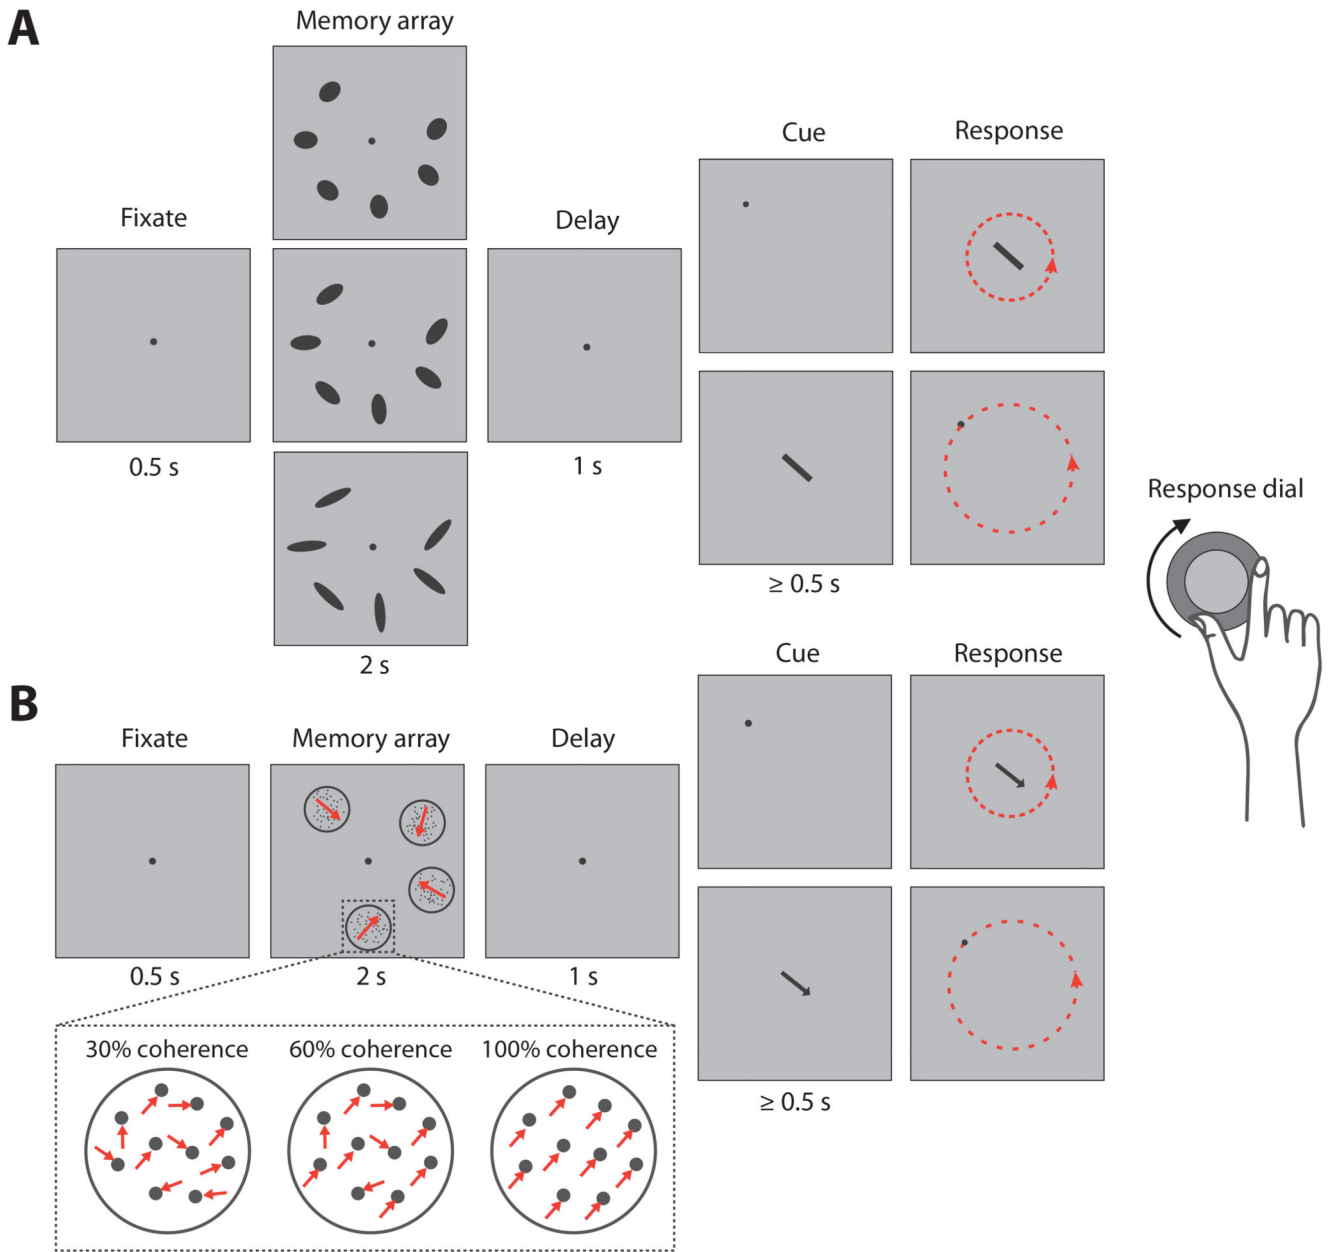 A
Memory array
Cue
Response
Fixate
Delay
0.5 s
1 s
Response dial
≥ 0.5 s
2 s
B
Cue
Response
Fixate
Memory array
Delay
0.5 s
2 s
1 s
30% coherence
60% coherence
100% coherence
≥ 0.5 s